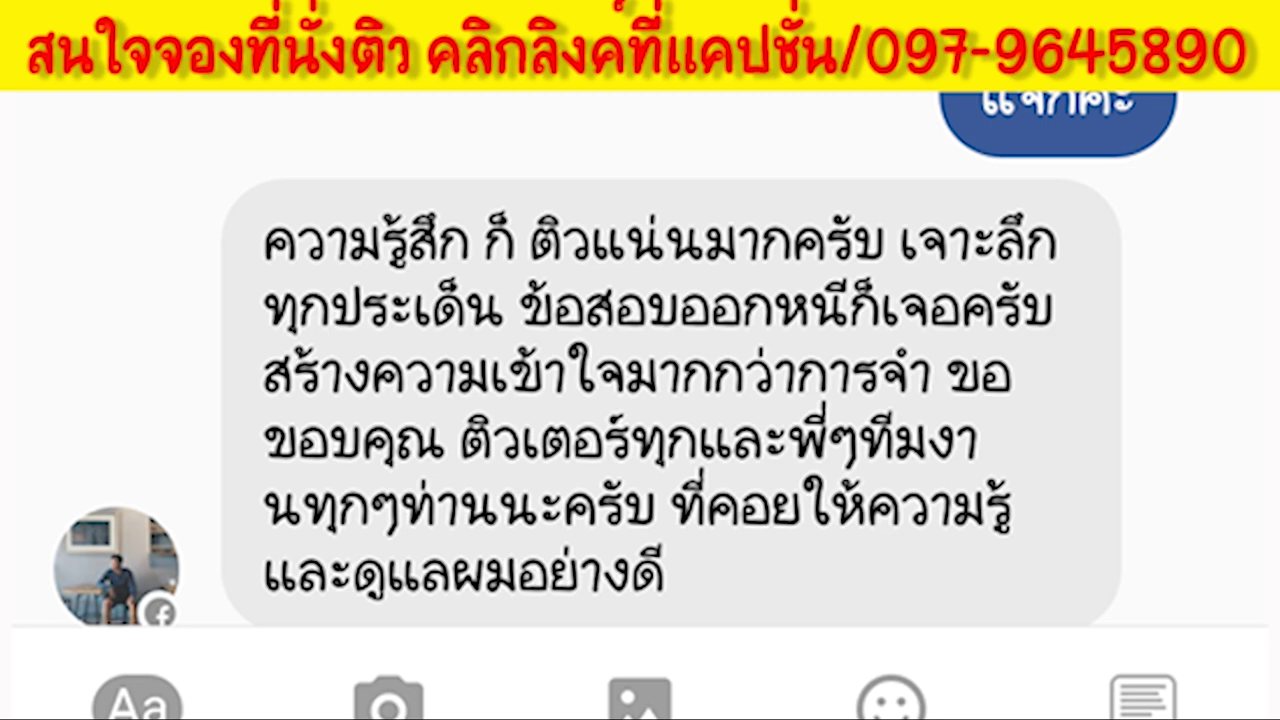 สนใจจองที่นั่งติว คลิกลิงค์ที่แคปชั่น/097-9645890
ความรู้สึก ก็ ติวแน่นมากครับ เจาะลึก
ทุกประเด็น ข้อสอบออกหนีก็เจอครับ
สร้างความเข้าใจมากกว่าการจำ ขอ
ขอบคุณ ติวเตอร์ทุกและพี่ๆทีมงา
นทุกๆท่านนะครับ ที่คอยให้ความรู้
และดูแลผมอย่างดี
Aa